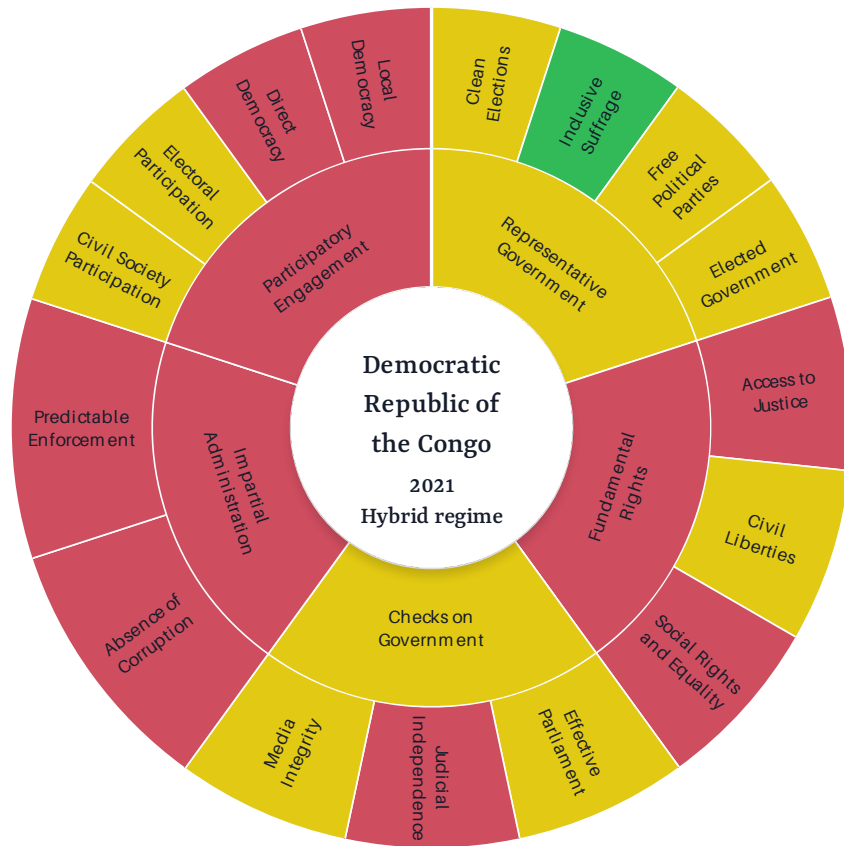 Democratic
Republic of
the Congo
2021
Hybrid regime
Representative
Government
Clean
Elections
Inclusive
Suffrage
Free
Political
Parties
Elected
Government
Fundamental
Rights
Access to
Justice
Civil
Liberties
Social Rights
and Equality
Checks on
Government
Effective
Parliament
Judicial
Independence
Media
Integrity
Impartial
Administration
Absence of
Corruption
Predictable
Enforcement
Participatory
Engagement
Civil Society
Participation
Electoral
Participation
Direct
Democracy
Local
Democracy